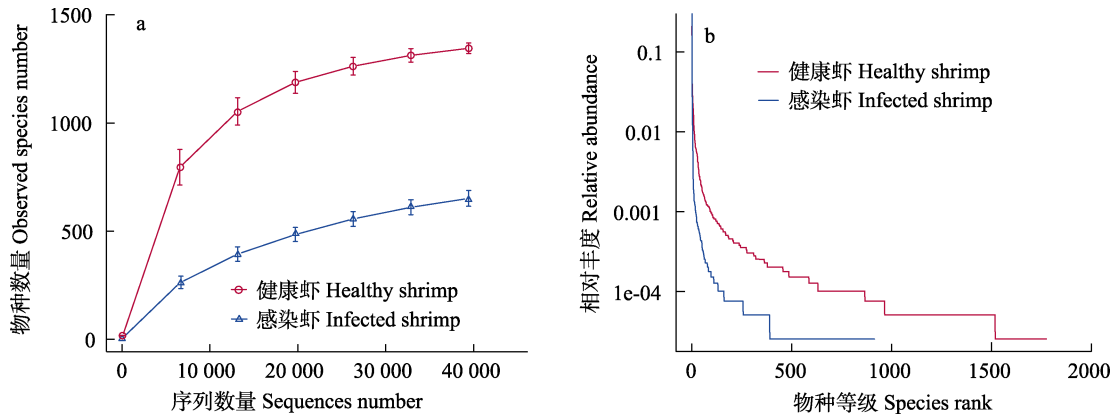 a
1500
1000
500
0
物种数量 Observed species number
健康虾 Healthy shrimp
感染虾 Infected shrimp
0
10 000
20 000
30 000
40 000
序列数量 Sequences number
b
0.1
0.01
0.001
1e-04
相对丰度 Relative abundance
健康虾 Healthy shrimp
感染虾 Infected shrimp
0
500
1000
1500
2000
物种等级 Species rank